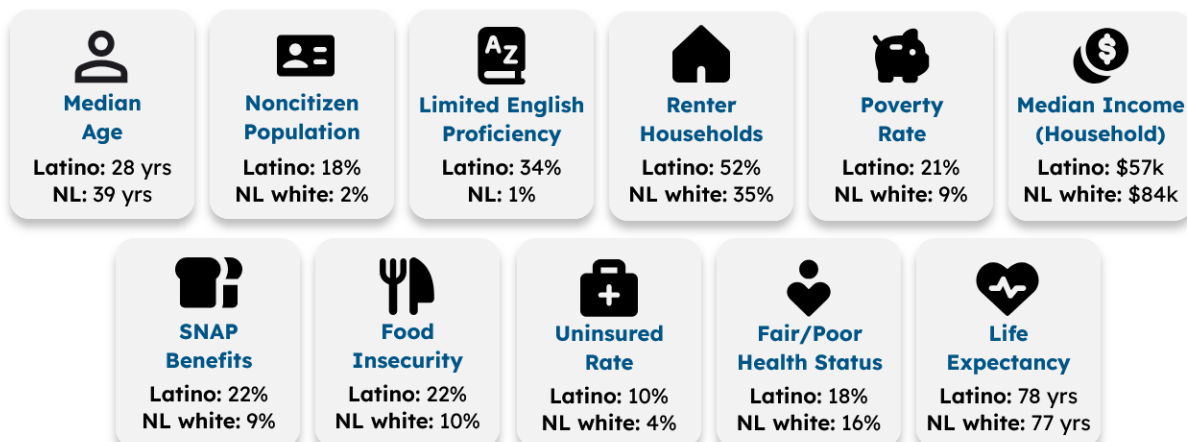 AZ
$
Median
Age
Latino: 28 yrs
NL: 39 yrs
Noncitizen
Population
Latino: 18%
NL white: 2%
Limited English
Proficiency
Latino: 34%
NL: 1%
Renter
Households
Latino: 52%
NL white: 35%
Poverty
Rate
Latino: 21%
NL white: 9%
Median Income
(Household)
Latino: $57k
NL white: $84k
SNAP
Benefits
Latino: 22%
NL white: 9%
Food
Insecurity
Latino: 22%
NL white: 10%
Uninsured
Rate
Latino: 10%
NL white: 4%
Fair/Poor
Health Status
Latino: 18%
NL white: 16%
Life
Expectancy
Latino: 78 yrs
NL white: 77 yrs